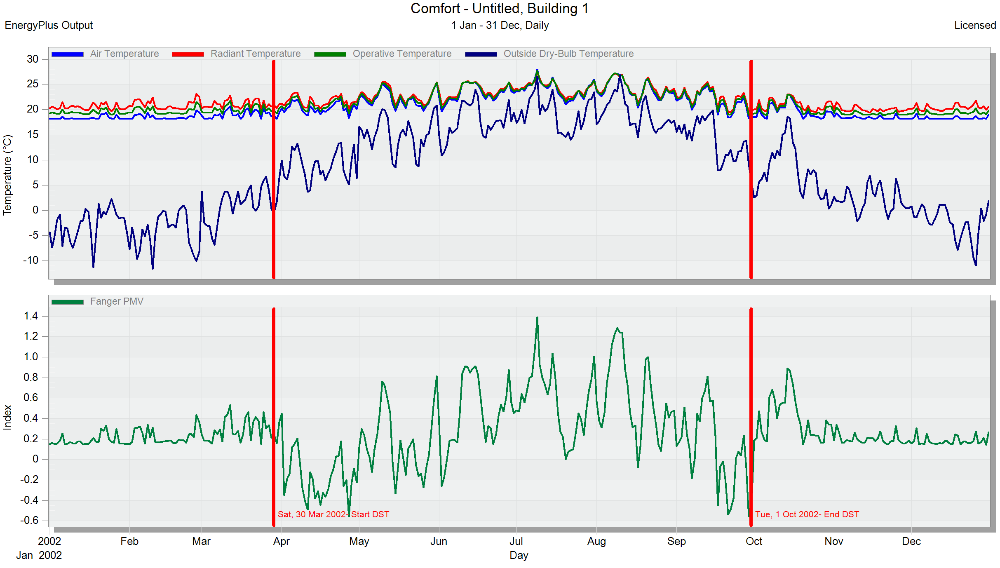 Comfort - Untitled, Building 1
EnergyPlus Output
1 Jan - 31 Dec, Daily
Licensed
Air Temperature
Radiant Temperature
Operative Temperature
Outside Dry-Bulb Temperature
30
25
20
15
10
5
0
-5
-10
Temperature (°C)
Fanger PMV
1.4
1.2
1.0
0.8
0.6
0.4
0.2
0
-0.2
-0.4
-0.6
Index
Sat, 30 Mar 2002- Start DST
Tue, 1 Oct 2002- End DST
2002 Feb Mar Apr May Jun Jul Aug Sep Oct Nov Dec
Jan 2002
Day